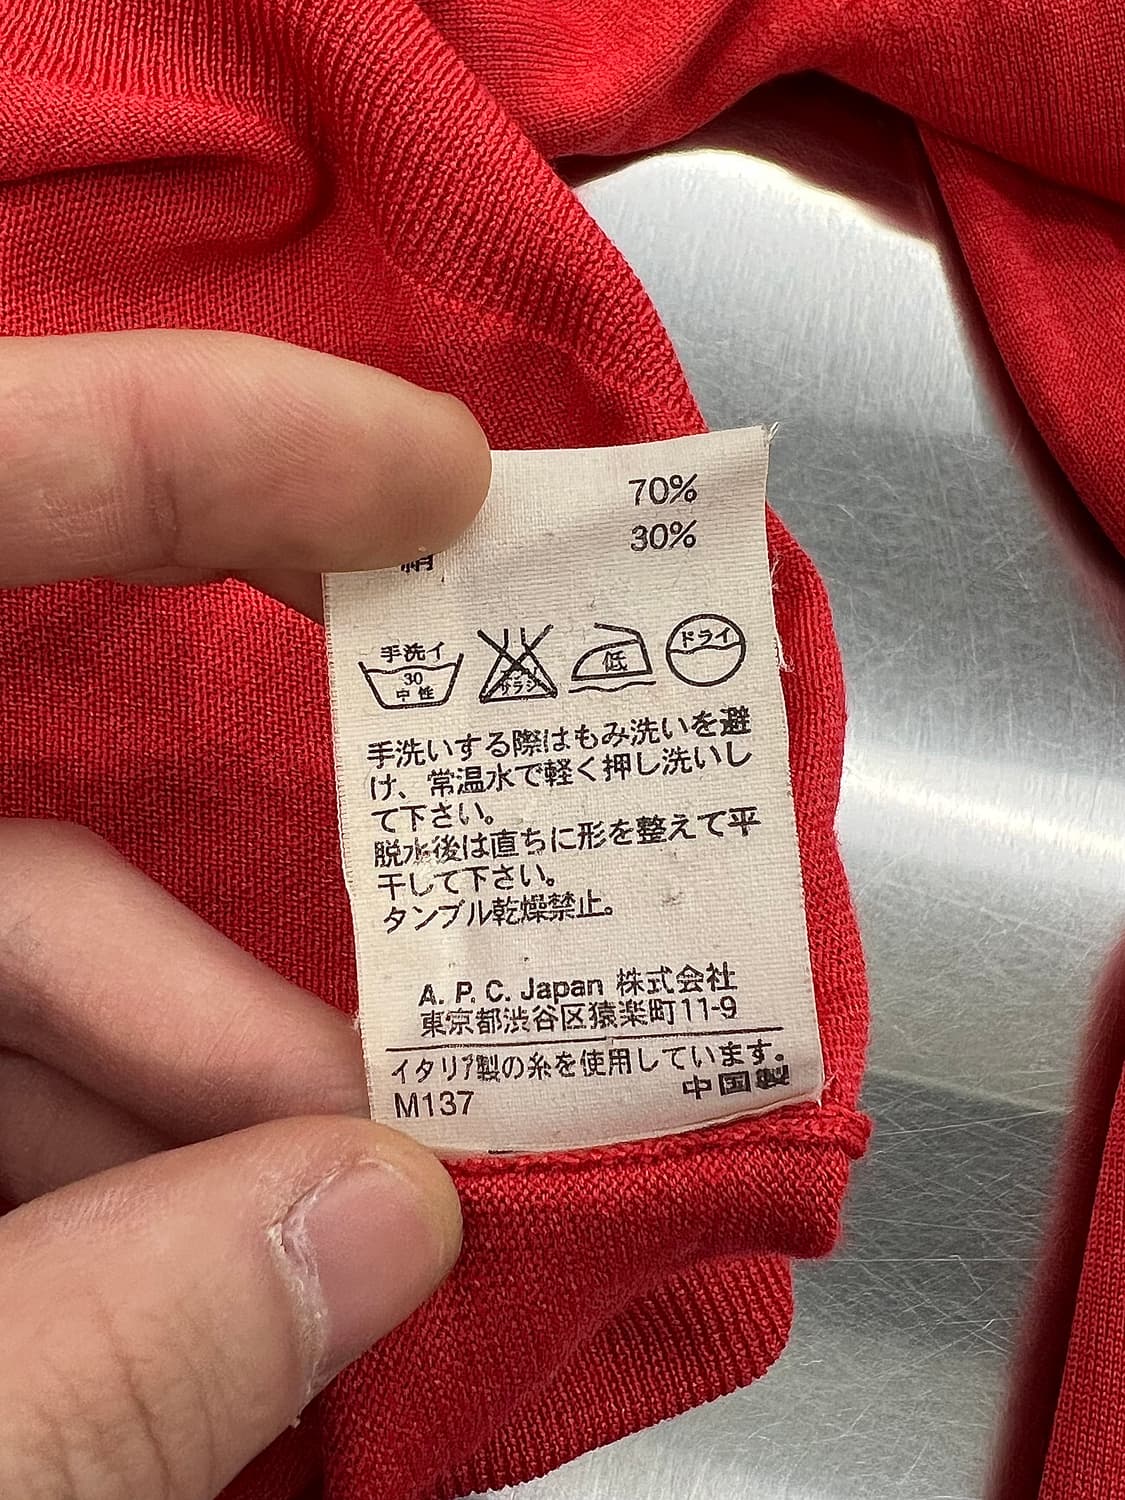 70%
絹 30%
手洗イ
30
中性
サラシ
低
ドライ
手洗いする際はもみ洗いを避
け、常温水で軽く押し洗いし
て下さい。
脱水後は直ちに形を整えて平
干して下さい。
タンブル乾燥禁止。
A. P. C. Japan 株式会社
東京都渋谷区猿楽町11-9
イタリア製の糸を使用しています。
中国製
M137